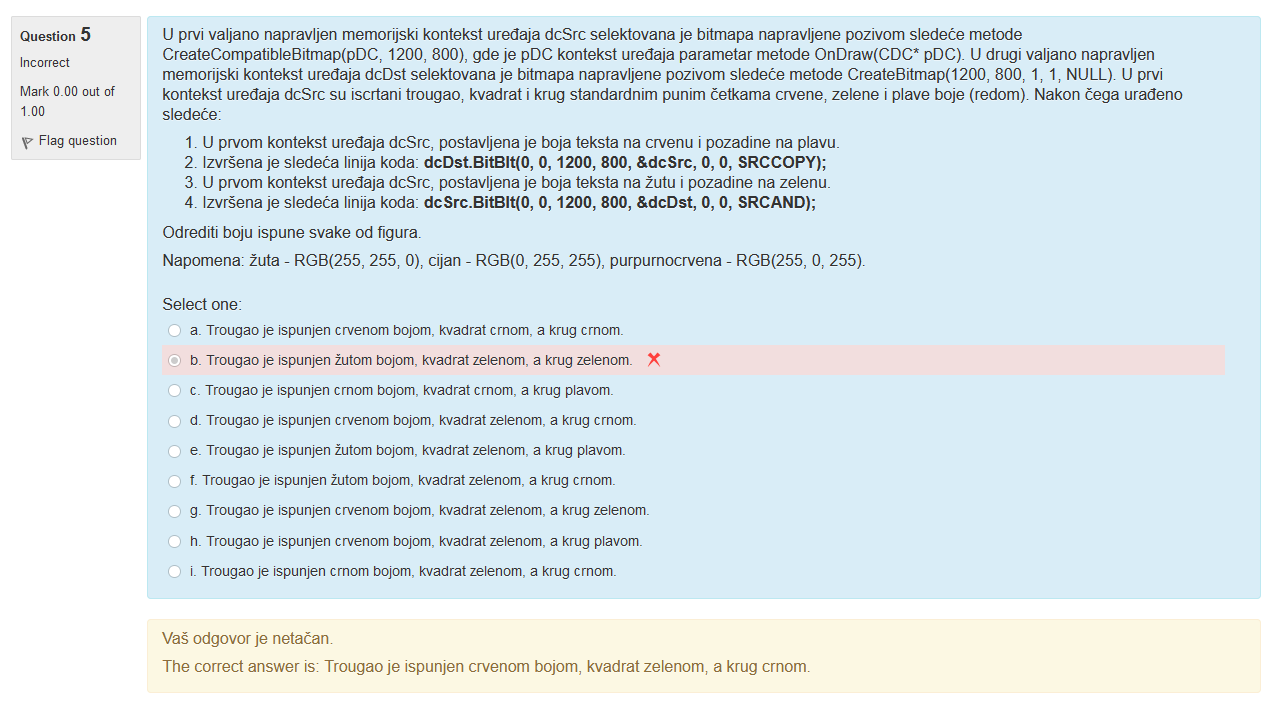 Question 5
Incorrect
Mark 0.00 out of
1.00
Flag question
U prvi valjano napravljen memorijski kontekst uređaja dcSrc selektovana je bitmapa napravljene pozivom sledeće metode
CreateCompatibleBitmap(pDC, 1200, 800), gde je pDC kontekst uređaja parametar metode OnDraw(CDC* pDC). U drugi valjano napravljen
memorijski kontekst uređaja dcDst selektovana je bitmapa napravljene pozivom sledeće metode CreateBitmap(1200, 800, 1, 1, NULL). U prvi
kontekst uređaja dcSrc su iscrtani trougao, kvadrat i krug standardnim punim četkama crvene, zelene i plave boje (redom). Nakon čega urađeno
sledeće:
1. U prvom kontekst uređaja dcSrc, postavljena je boja teksta na crvenu i pozadine na plavu.
2. Izvršena je sledeća linija koda: dcDst.BitBlt(0, 0, 1200, 800, &dcSrc, 0, 0, SRCCOPY);
3. U prvom kontekst uređaja dcSrc, postavljena je boja teksta na žutu i pozadine na zelenu.
4. Izvršena je sledeća linija koda: dcSrc.BitBlt(0, 0, 1200, 800, &dcDst, 0, 0, SRCAND);
Odrediti boju ispune svake od figura.
Napomena: žuta - RGB(255, 255, 0), cijan - RGB(0, 255, 255), purpurnocrvena - RGB(255, 0, 255).
Select one:
a. Trougao je ispunjen crvenom bojom, kvadrat crnom, a krug crnom.
b. Trougao je ispunjen žutom bojom, kvadrat zelenom, a krug zelenom.
c. Trougao je ispunjen crnom bojom, kvadrat crnom, a krug plavom.
d. Trougao je ispunjen crvenom bojom, kvadrat zelenom, a krug crnom.
e. Trougao je ispunjen žutom bojom, kvadrat zelenom, a krug plavom.
f. Trougao je ispunjen žutom bojom, kvadrat zelenom, a krug crnom.
g. Trougao je ispunjen crvenom bojom, kvadrat zelenom, a krug zelenom.
h. Trougao je ispunjen crvenom bojom, kvadrat zelenom, a krug plavom.
i. Trougao je ispunjen crnom bojom, kvadrat zelenom, a krug crnom.
Vaš odgovor je netačan.
The correct answer is: Trougao je ispunjen crvenom bojom, kvadrat zelenom, a krug crnom.